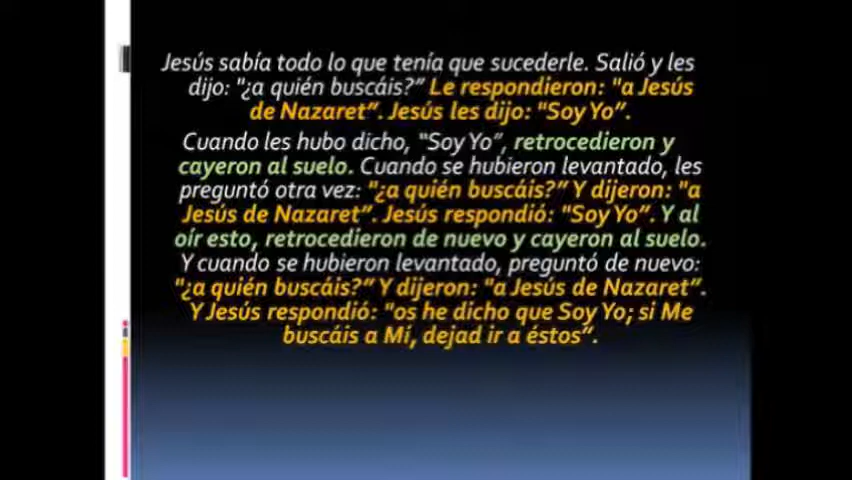 Jesús sabía todo lo que tenía que sucederle. Salió y les
dijo: "¿a quién buscáis?" Le respondieron: "a Jesús
de Nazaret". Jesús les dijo: "Soy Yo".
Cuando les hubo dicho, "Soy Yo", retrocedieron y
cayeron al suelo. Cuando se hubieron levantado, les
preguntó otra vez: "¿a quién buscáis?" Y dijeron: "a
Jesús de Nazaret". Jesús respondió: "Soy Yo". Y al
oír esto, retrocedieron de nuevo y cayeron al suelo.
Y cuando se hubieron levantado, preguntó de nuevo:
"¿a quién buscáis?" Y dijeron: "a Jesús de Nazaret".
Y Jesús respondió: "os he dicho que Soy Yo; si Me
buscáis a Mí, dejad ir a éstos".